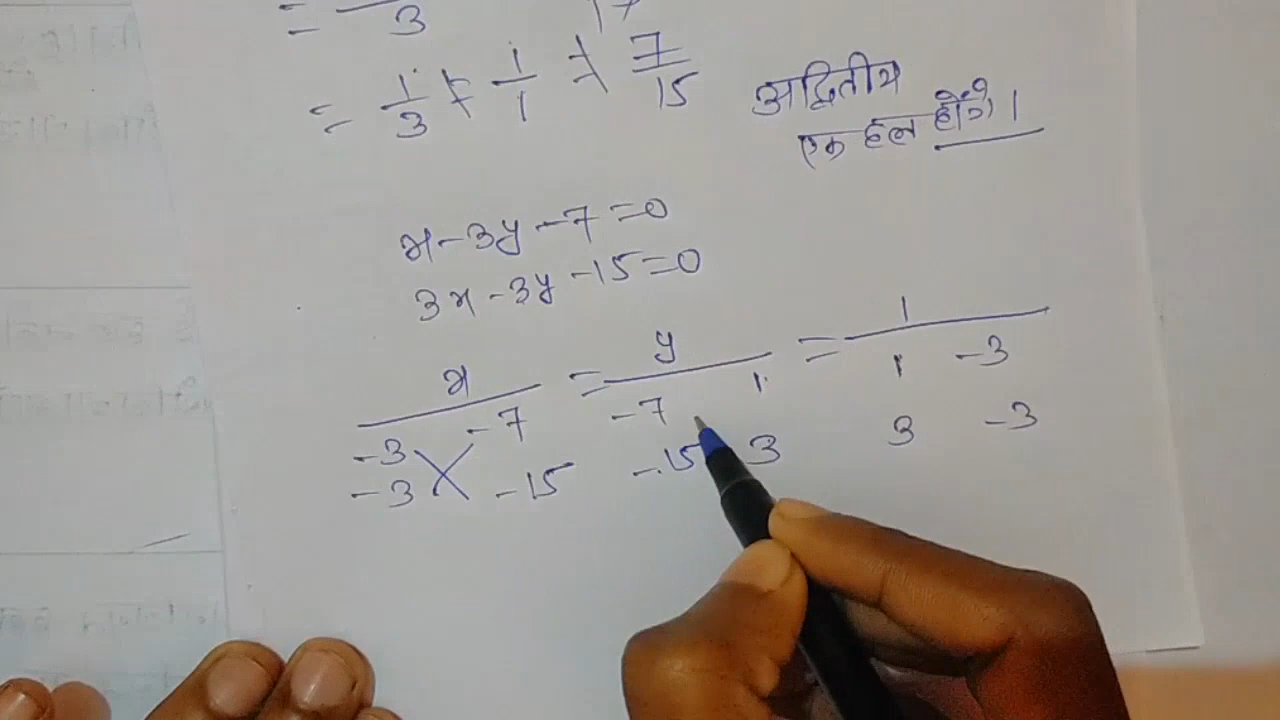 = — 3
= 1/3 ≠ 1/1 ≠ 7/15 अद्वितीय
एक हल होंगे।
x - 3y - 7 = 0
3x - 3y - 15 = 0
x = y = 1
-3 -7 -7 1 1 -3
-3 -15 -15 3 3 -3